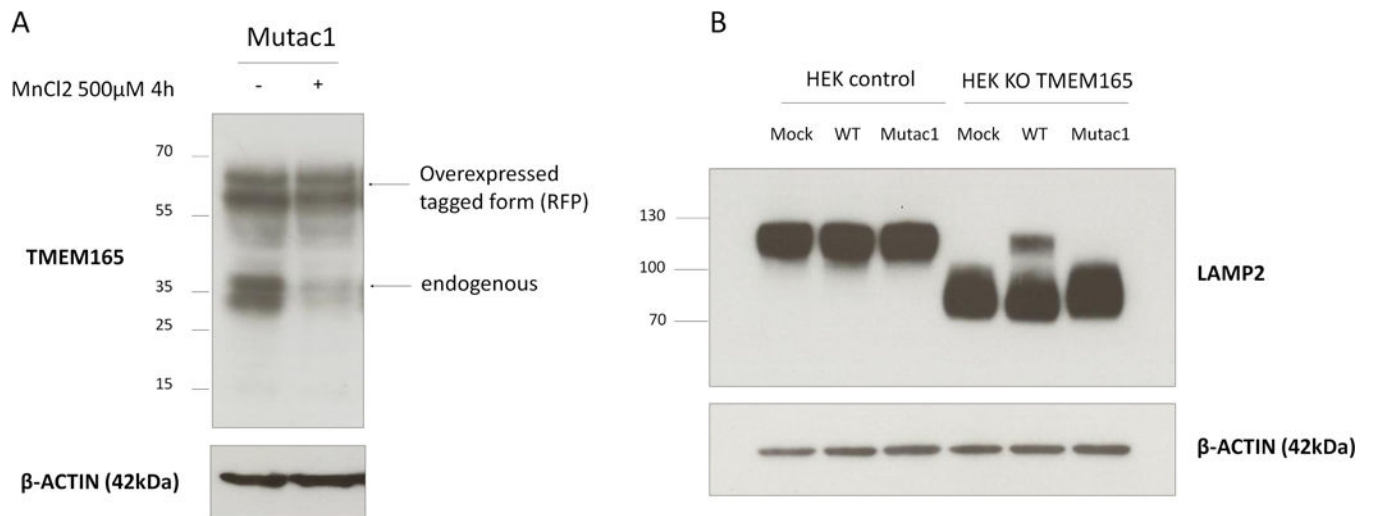 A
Mutac1
MnCl2 500µM 4h - +
70
55
35
25
15
TMEM165
Overexpressed
tagged form (RFP)
endogenous
β-ACTIN (42kDa)
B
HEK control HEK KO TMEM165
Mock WT Mutac1 Mock WT Mutac1
130
100
70
LAMP2
β-ACTIN (42kDa)